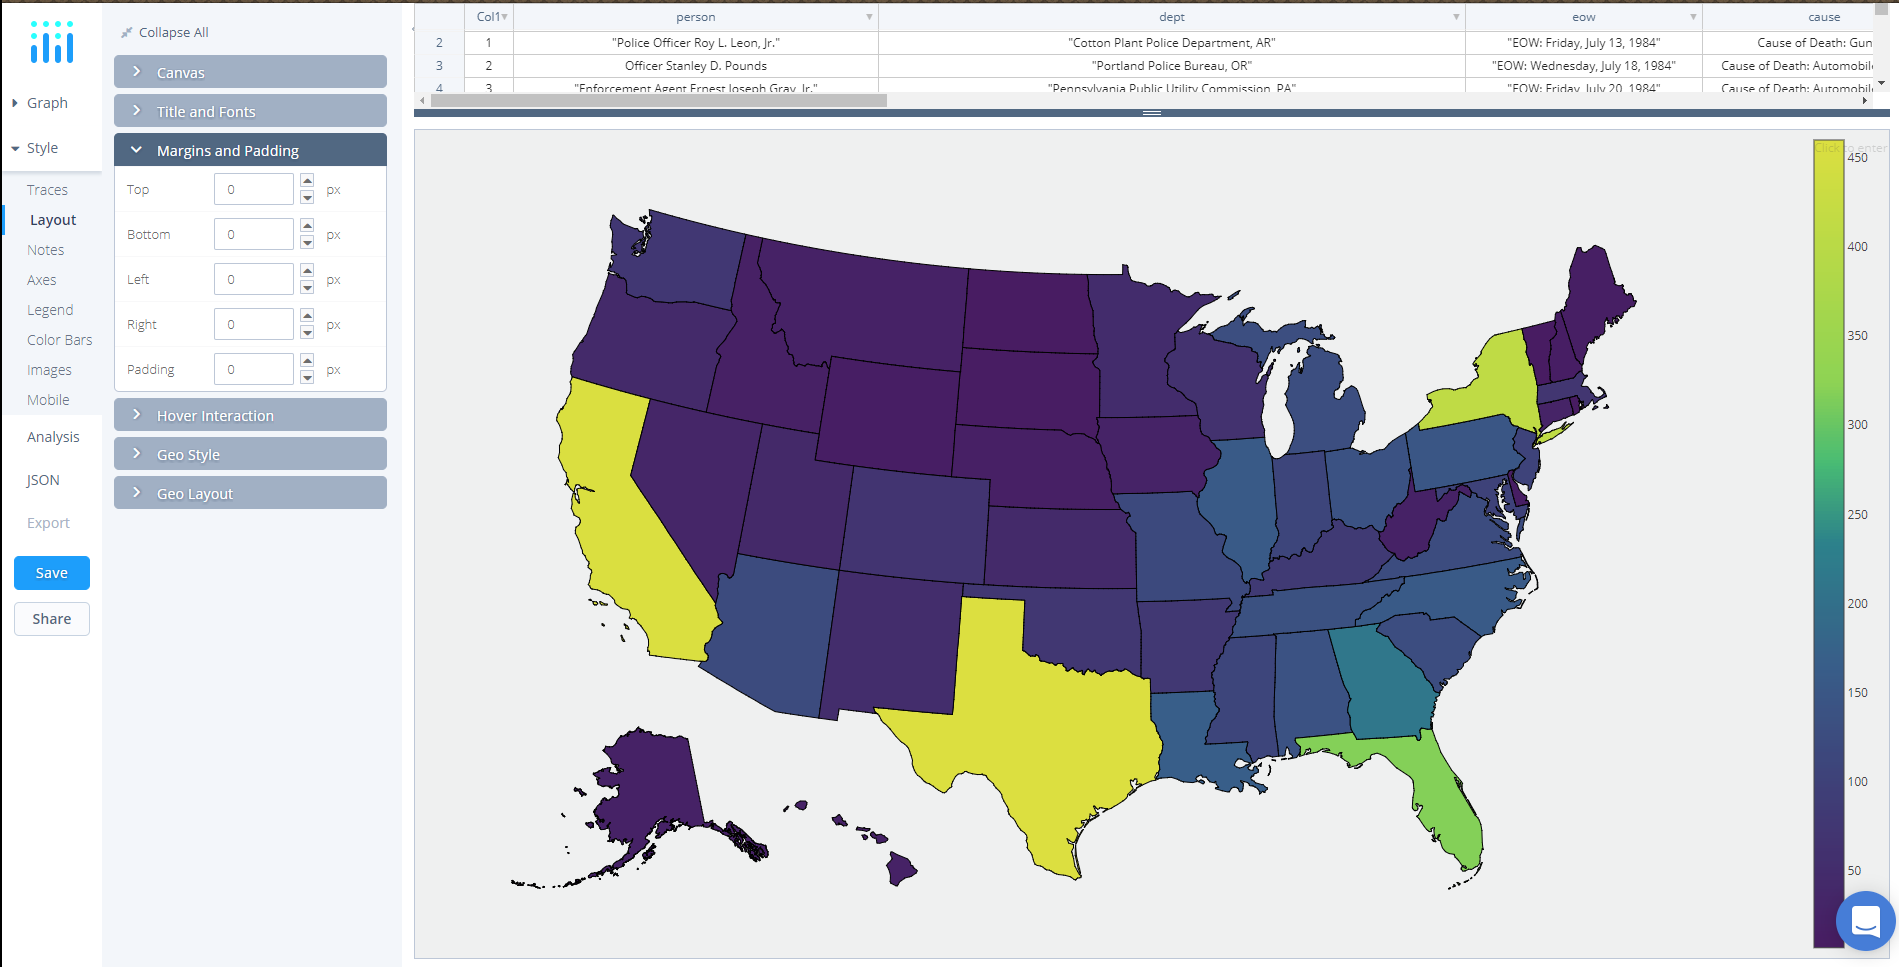 Collapse All
Canvas
Graph
Title and Fonts
Style
Margins and Padding
Top 0 px
Traces
Layout
Bottom 0 px
Notes
Axes
Left 0 px
Legend
Right 0 px
Color Bars
Images
Padding 0 px
Mobile
Hover Interaction
Analysis
Geo Style
JSON
Geo Layout
Export
Save
Share
Col1 person dept eow cause
2 1 "Police Officer Roy L. Leon, Jr." "Cotton Plant Police Department, AR" "EOW: Friday, July 13, 1984" Cause of Death: Gun
3 2 Officer Stanley D. Pounds "Portland Police Bureau, OR" "EOW: Wednesday, July 18, 1984" Cause of Death: Automobil
4 3 "Enforcement Agent Ernest Joseph Gray, Jr." "Pennsylvania Public Utility Commission, PA" "EOW: Friday, July 20, 1984" Cause of Death: Automobil
Click to enter
450
400
350
300
250
200
150
100
50